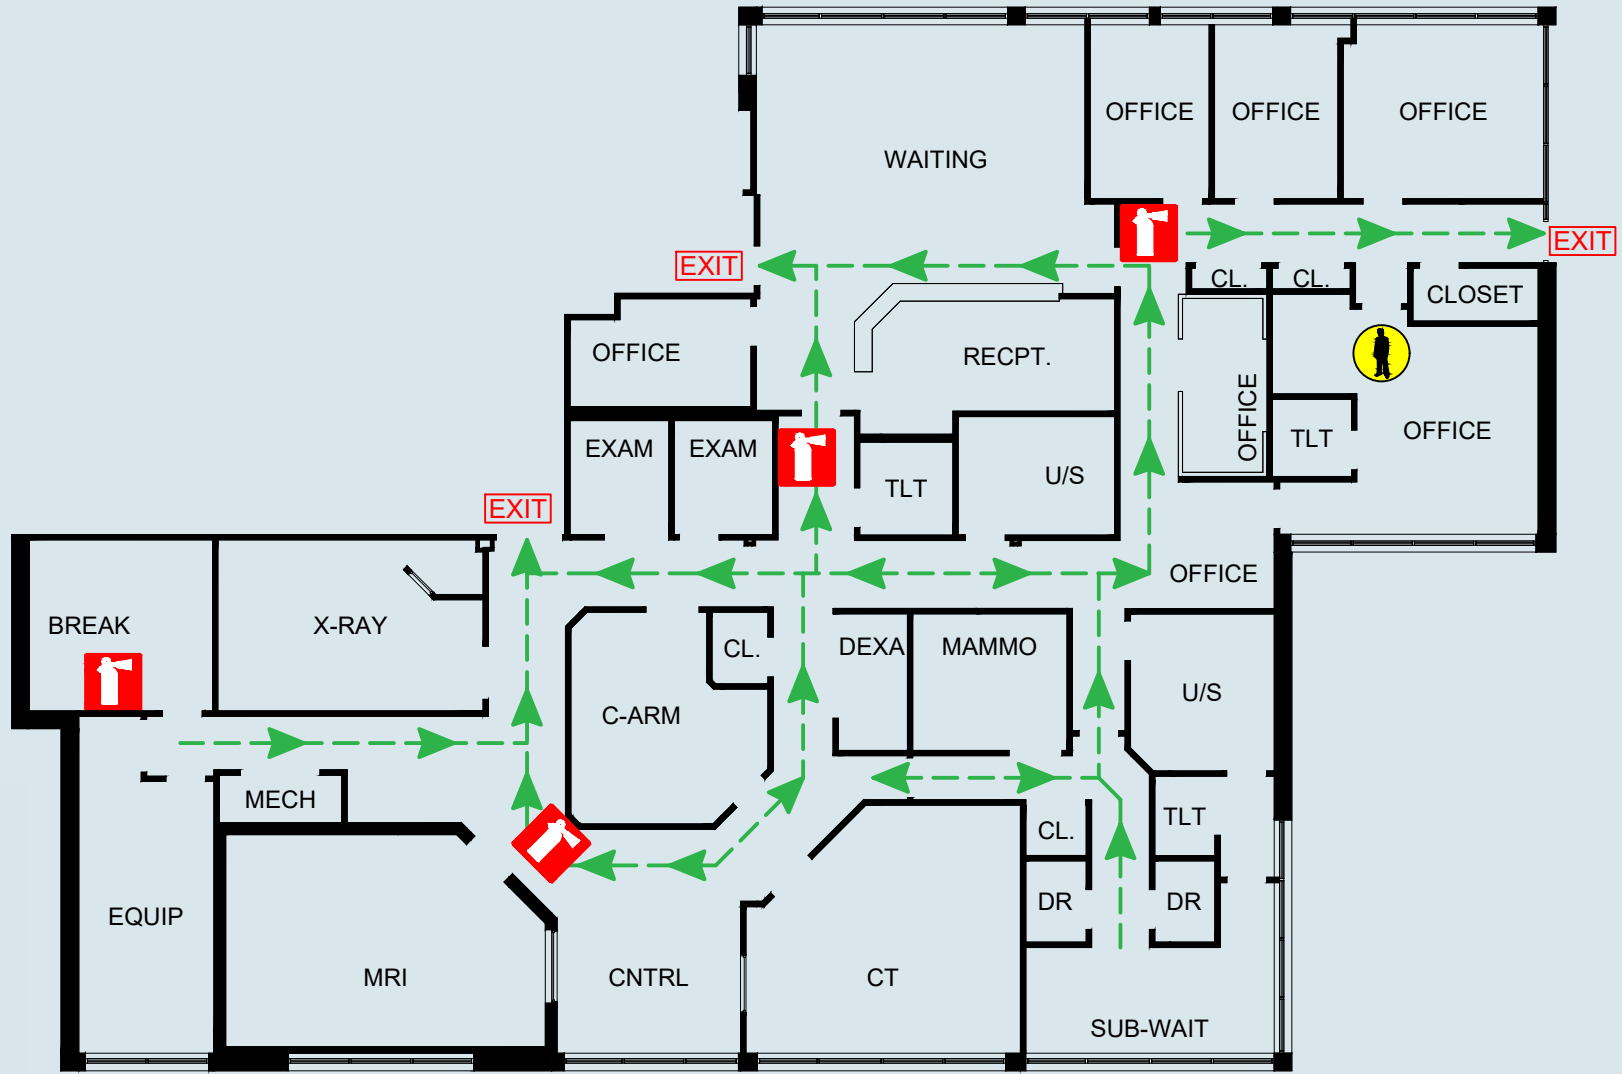 OFFICE
OFFICE
OFFICE
WAITING
EXIT
EXIT
CL.
CL.
CLOSET
OFFICE
RECPT.
OFFICE
OFFICE
TLT
EXAM
EXAM
U/S
TLT
EXIT
OFFICE
BREAK
X-RAY
CL.
DEXA
MAMMO
U/S
C-ARM
MECH
TLT
CL.
DR
DR
EQUIP
MRI
CNTRL
CT
SUB-WAIT